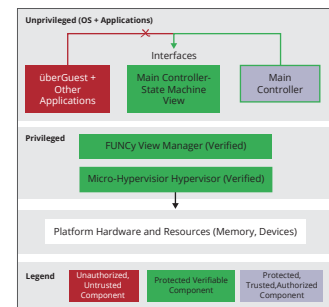 Unprivileged (OS + Applications)
Interfaces
überGuest +
Other
Applications
Main Controller-
State Machine
View
Main
Controller
Privileged
FUNCy View Manager (Verified)
Micro-Hypervisior Hypervisor (Verified)
Platform Hardware and Resources (Memory, Devices)
Legend
Unauthorized,
Untrusted
Component
Protected Verifiable
Component
Protected,
Trusted,Authorized
Component